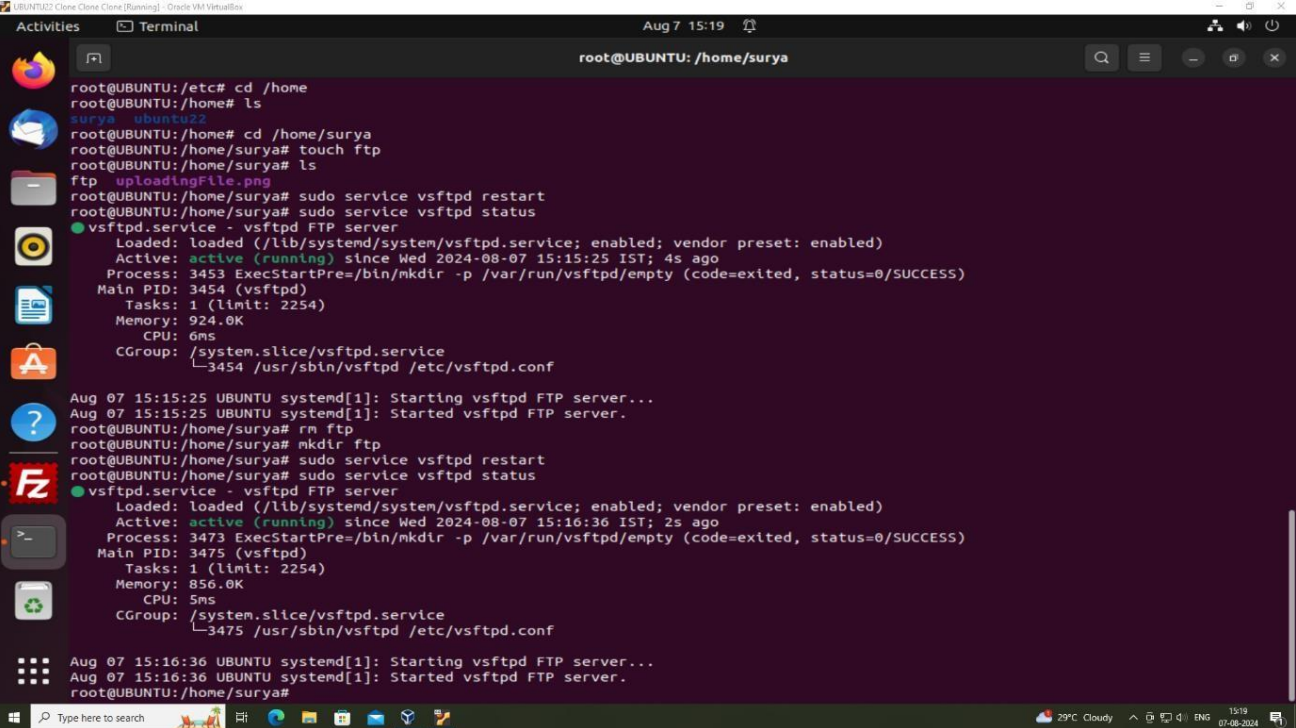 UBUNTU22 Clone Clone Clone [Running] - Oracle VM VirtualBox
Activities Terminal Aug 7 15:19
root@UBUNTU: /home/surya
root@UBUNTU:/etc# cd /home
root@UBUNTU:/home# ls
surya ubuntu22
root@UBUNTU:/home# cd /home/surya
root@UBUNTU:/home/surya# touch ftp
root@UBUNTU:/home/surya# ls
ftp uploadingFile.png
root@UBUNTU:/home/surya# sudo service vsftpd restart
root@UBUNTU:/home/surya# sudo service vsftpd status
vsftpd.service - vsftpd FTP server
Loaded: loaded (/lib/systemd/system/vsftpd.service; enabled; vendor preset: enabled)
Active: active (running) since Wed 2024-08-07 15:15:25 IST; 4s ago
Process: 3453 ExecStartPre=/bin/mkdir -p /var/run/vsftpd/empty (code=exited, status=0/SUCCESS)
Main PID: 3454 (vsftpd)
Tasks: 1 (limit: 2254)
Memory: 924.0K
CPU: 6ms
CGroup: /system.slice/vsftpd.service
└─3454 /usr/sbin/vsftpd /etc/vsftpd.conf
Aug 07 15:15:25 UBUNTU systemd[1]: Starting vsftpd FTP server...
Aug 07 15:15:25 UBUNTU systemd[1]: Started vsftpd FTP server.
root@UBUNTU:/home/surya# rm ftp
root@UBUNTU:/home/surya# mkdir ftp
root@UBUNTU:/home/surya# sudo service vsftpd restart
root@UBUNTU:/home/surya# sudo service vsftpd status
vsftpd.service - vsftpd FTP server
Loaded: loaded (/lib/systemd/system/vsftpd.service; enabled; vendor preset: enabled)
Active: active (running) since Wed 2024-08-07 15:16:36 IST; 2s ago
Process: 3473 ExecStartPre=/bin/mkdir -p /var/run/vsftpd/empty (code=exited, status=0/SUCCESS)
Main PID: 3475 (vsftpd)
Tasks: 1 (limit: 2254)
Memory: 856.0K
CPU: 5ms
CGroup: /system.slice/vsftpd.service
└─3475 /usr/sbin/vsftpd /etc/vsftpd.conf
Aug 07 15:16:36 UBUNTU systemd[1]: Starting vsftpd FTP server...
Aug 07 15:16:36 UBUNTU systemd[1]: Started vsftpd FTP server.
root@UBUNTU:/home/surya#
Type here to search 29°C Cloudy ENG 15:19
07-08-2024